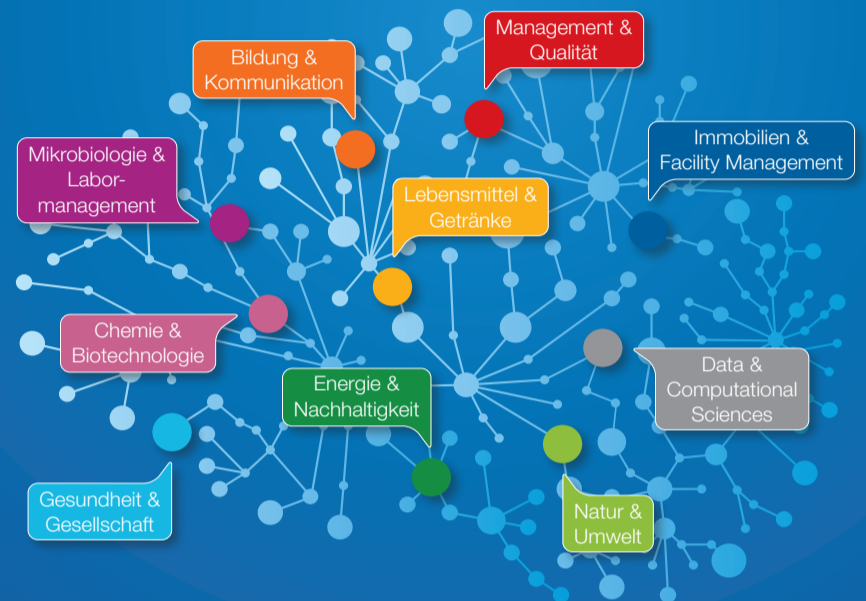 Management &
Qualität
Bildung &
Kommunikation
Immobilien &
Facility Management
Mikrobiologie &
Labor-
management
Lebensmittel &
Getränke
Chemie &
Biotechnologie
Data &
Computational
Sciences
Energie &
Nachhaltigkeit
Gesundheit &
Gesellschaft
Natur &
Umwelt